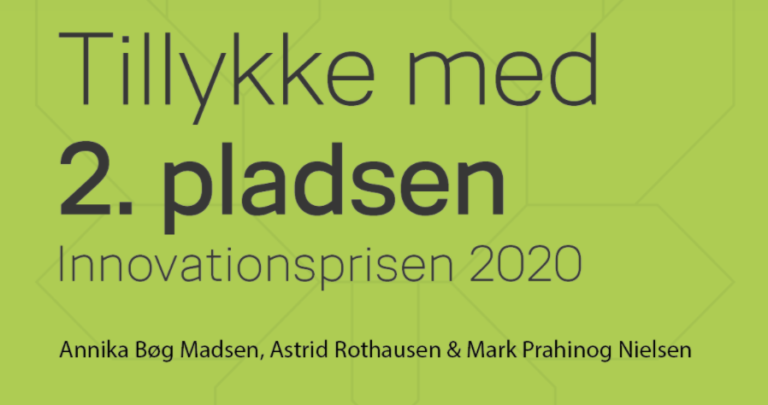 Tillykke med
2. pladsen
Innovationsprisen 2020
Annika Bøg Madsen, Astrid Rothausen & Mark Prahinog Nielsen